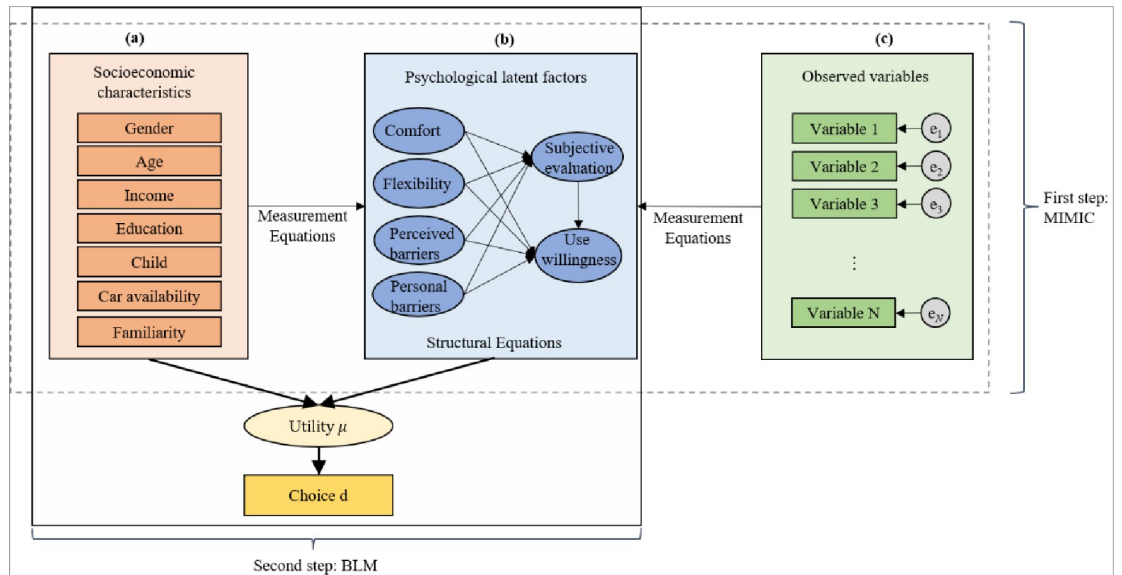 (a)
Socioeconomic
characteristics
Gender
Age
Income
Education
Child
Car availability
Familiarity
Measurement
Equations
(b)
Psychological latent factors
Comfort
Flexibility
Perceived
barriers
Personal
barriers
Subjective
evaluation
Use
willingness
Structural Equations
Measurement
Equations
(c)
Observed variables
Variable 1
e1
Variable 2
e2
Variable 3
e3
⋮
Variable N
eN
First step:
MIMIC
Utility μ
Choice d
Second step: BLM